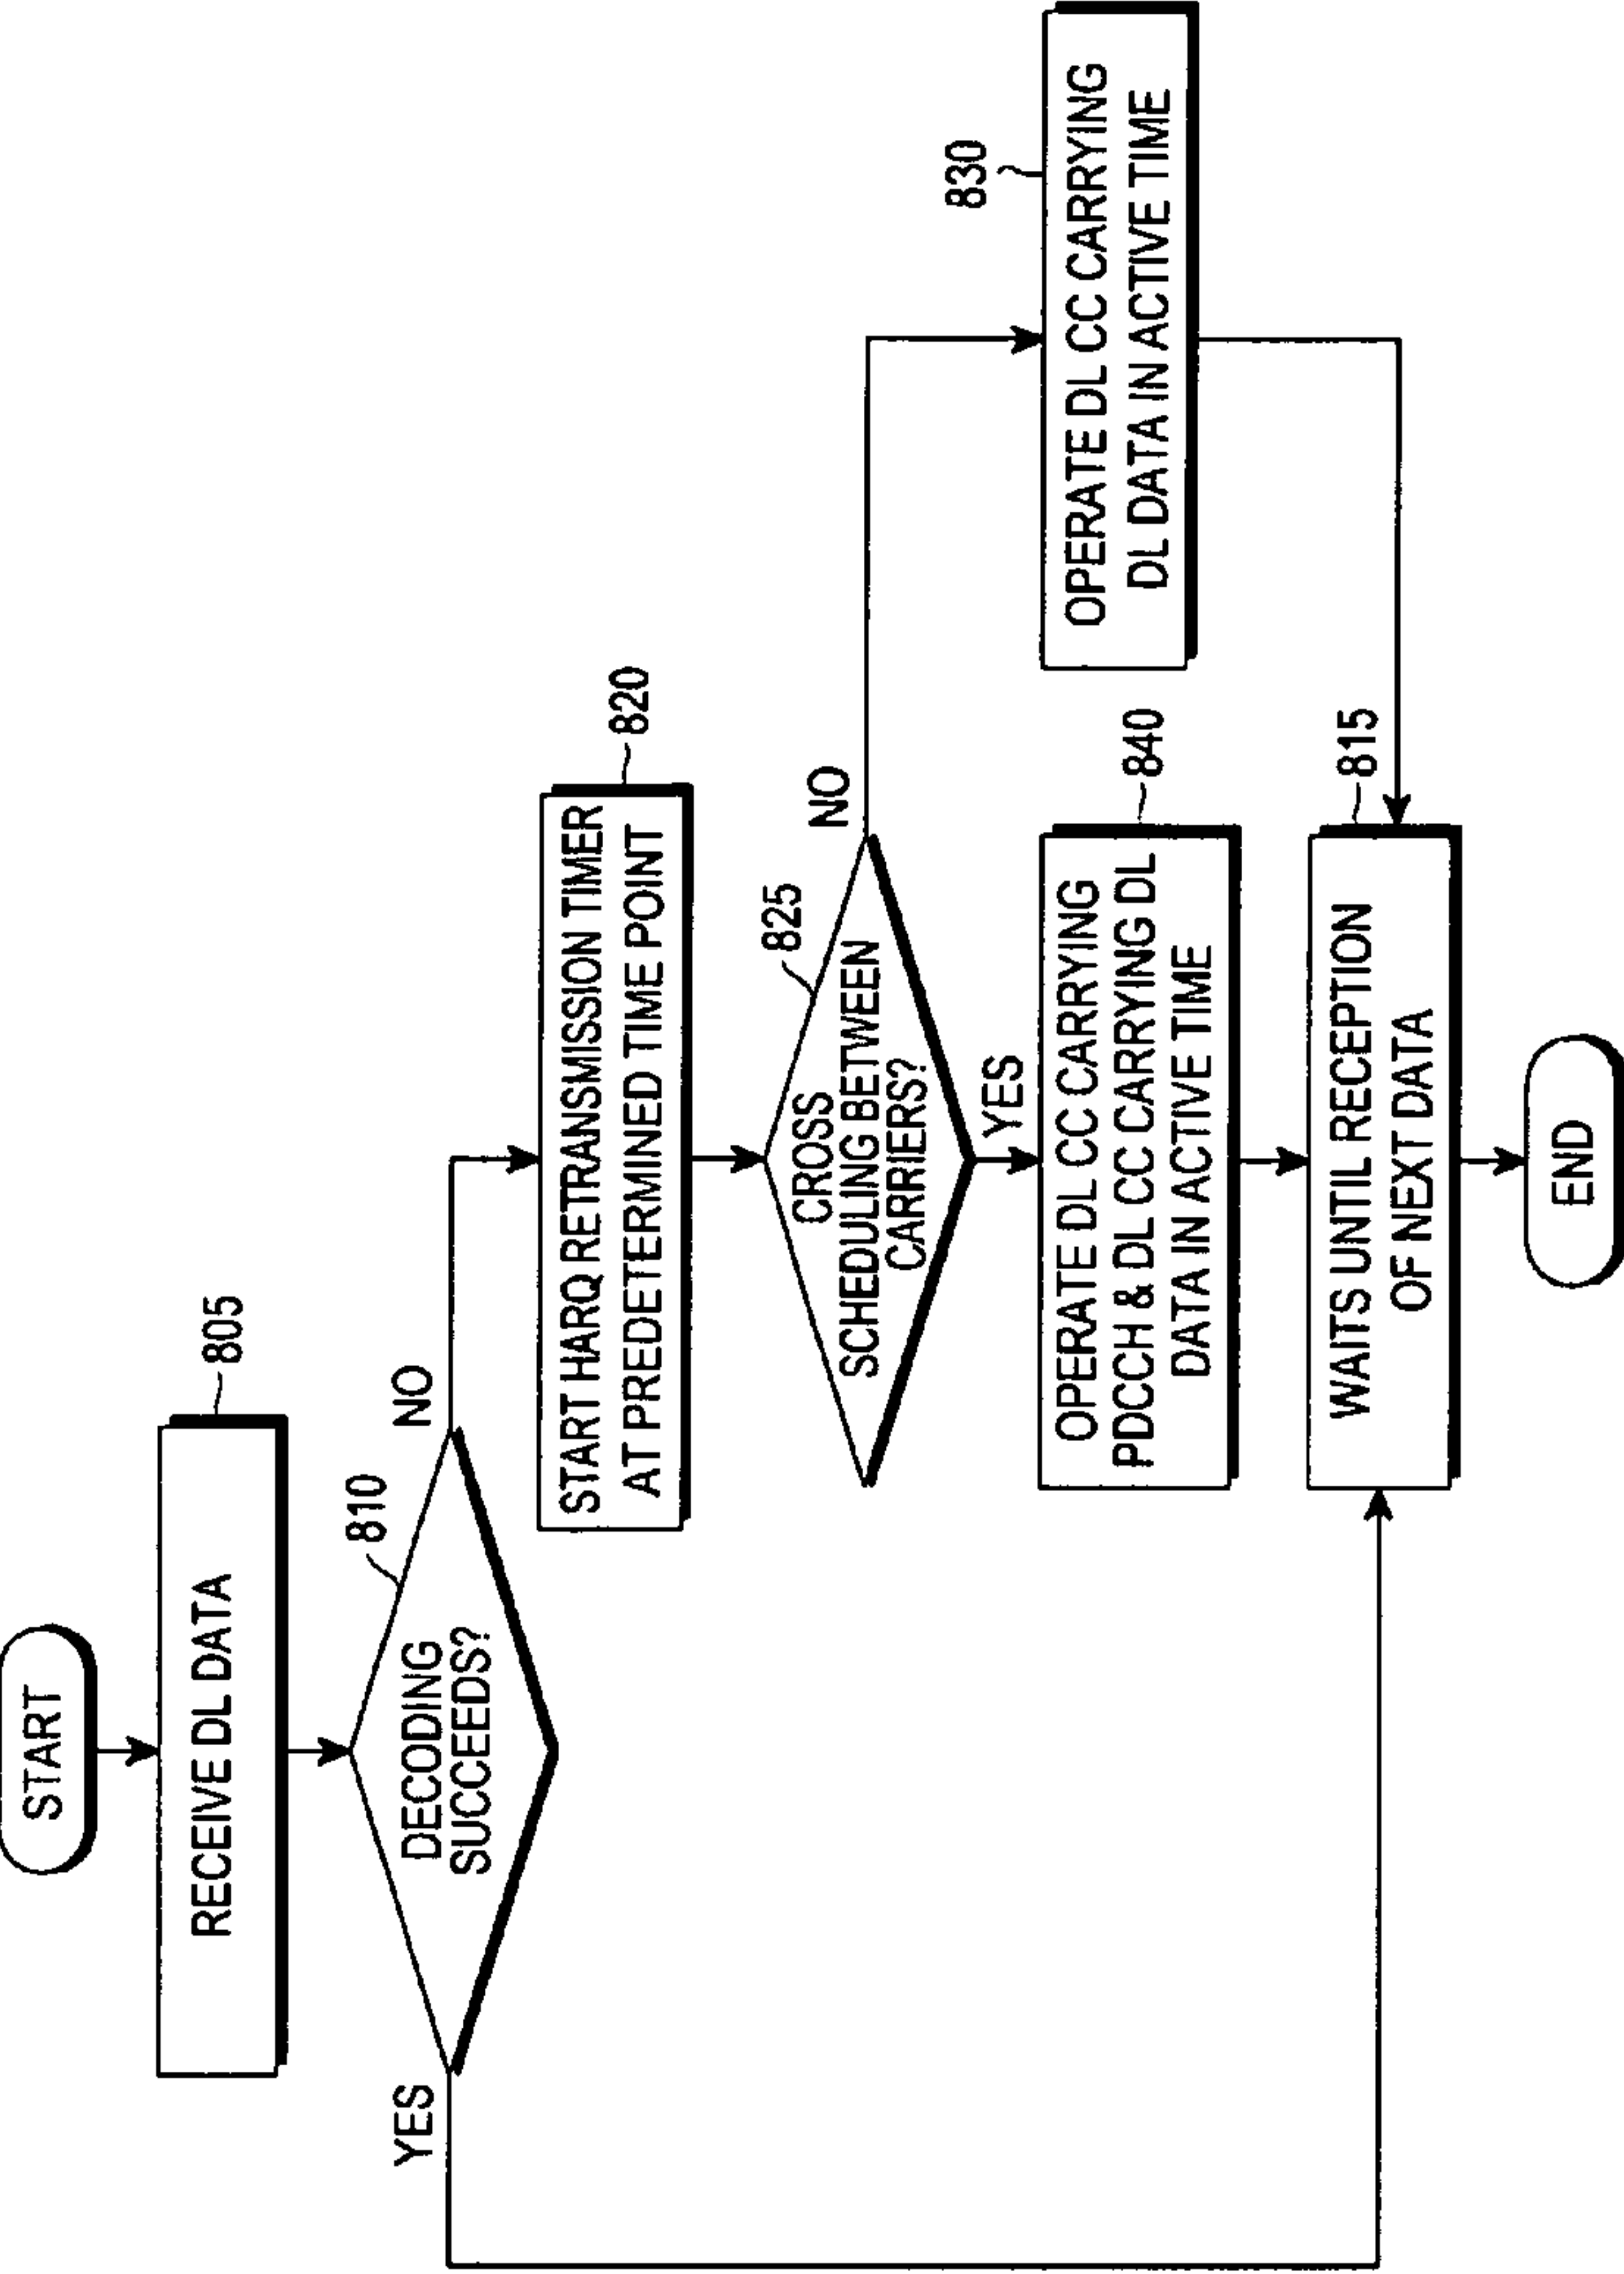 START
805
RECEIVE DL DATA
810
DECODING
SUCCEEDS?
YES
NO
820
START HARQ RETRANSMISSION TIMER
AT PREDETERMINED TIME POINT
825
CROSS
SCHEDULING BETWEEN
CARRIERS?
NO
YES
830
OPERATE DL CC CARRYING
DL DATA IN ACTIVE TIME
840
OPERATE DL CC CARRYING
PDCCH & DL CC CARRYING DL
DATA IN ACTIVE TIME
815
WAITS UNTIL RECEPTION
OF NEXT DATA
END